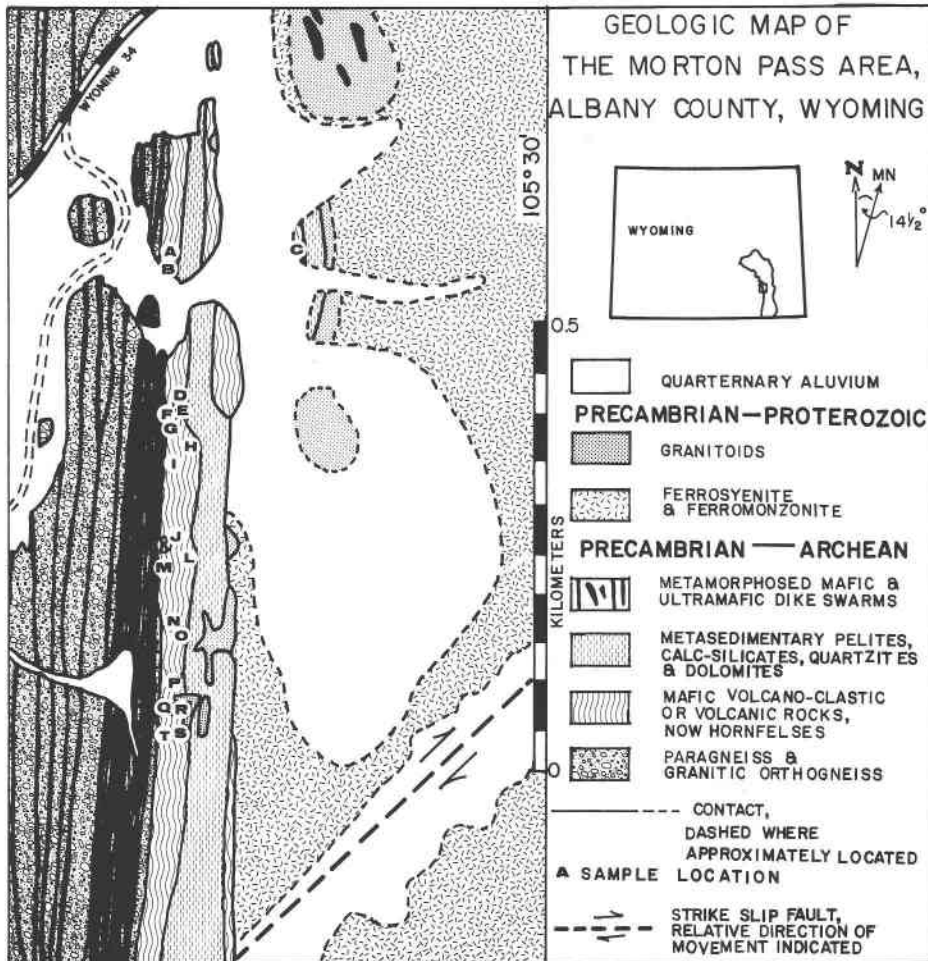 GEOLOGIC MAP OF
THE MORTON PASS AREA,
ALBANY COUNTY, WYOMING
WYOMING 34
105° 30'
N
MN
14½°
WYOMING
A
B
C
0.5
D
E
F
G
H
I
J
L
M
N O
P
Q R
T S
KILOMETERS
0
QUARTERNARY ALUVIUM
PRECAMBRIAN—PROTEROZOIC
GRANITOIDS
FERROSYENITE
& FERROMONZONITE
PRECAMBRIAN — ARCHEAN
METAMORPHOSED MAFIC &
ULTRAMAFIC DIKE SWARMS
METASEDIMENTARY PELITES,
CALC-SILICATES, QUARTZITES
& DOLOMITES
MAFIC VOLCANO-CLASTIC
OR VOLCANIC ROCKS,
NOW HORNFELSES
PARAGNEISS &
GRANITIC ORTHOGNEISS
CONTACT,
DASHED WHERE
APPROXIMATELY LOCATED
A SAMPLE LOCATION
STRIKE SLIP FAULT,
RELATIVE DIRECTION OF
MOVEMENT INDICATED